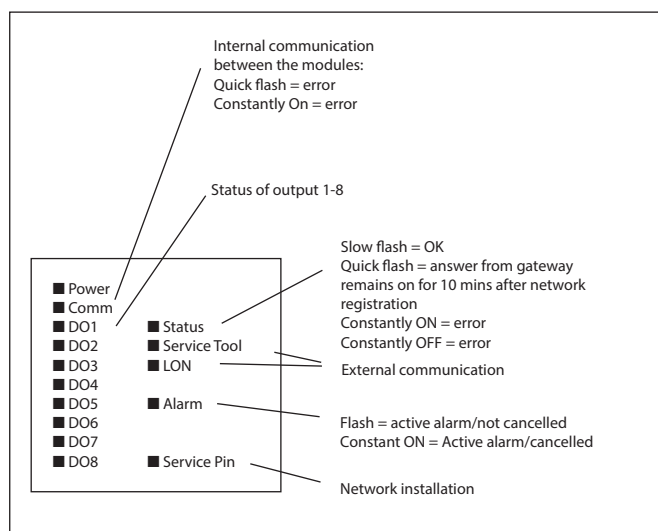 Internal communication
between the modules:
Quick flash = error
Constantly On = error
Status of output 1-8
Slow flash = OK
Quick flash = answer from gateway
remains on for 10 mins after network
registration
Constantly ON = error
Constantly OFF = error
External communication
Flash = active alarm/not cancelled
Constant ON = Active alarm/cancelled
Network installation
Power
Comm
DO1
DO2
DO3
DO4
DO5
DO6
DO7
DO8
Status
Service Tool
LON
Alarm
Service Pin